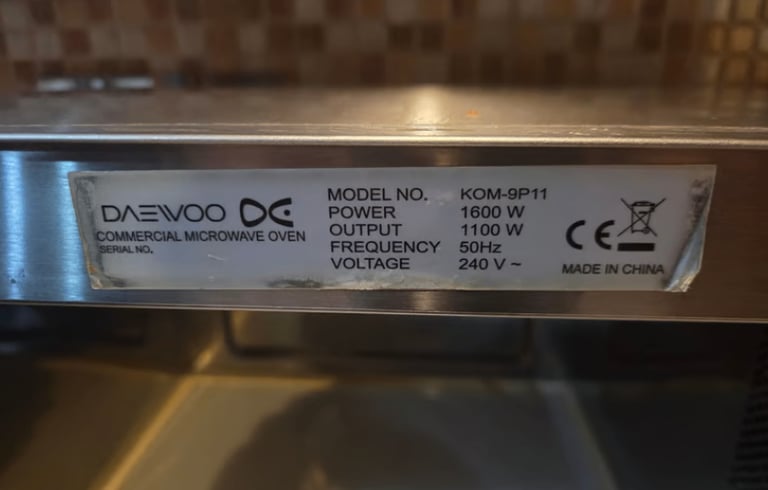 DAEWOO DE
COMMERCIAL MICROWAVE OVEN
SERIAL NO.
MODEL NO. KOM-9P11
POWER 1600 W
OUTPUT 1100 W
FREQUENCY 50Hz
VOLTAGE 240 V ~
CE
MADE IN CHINA